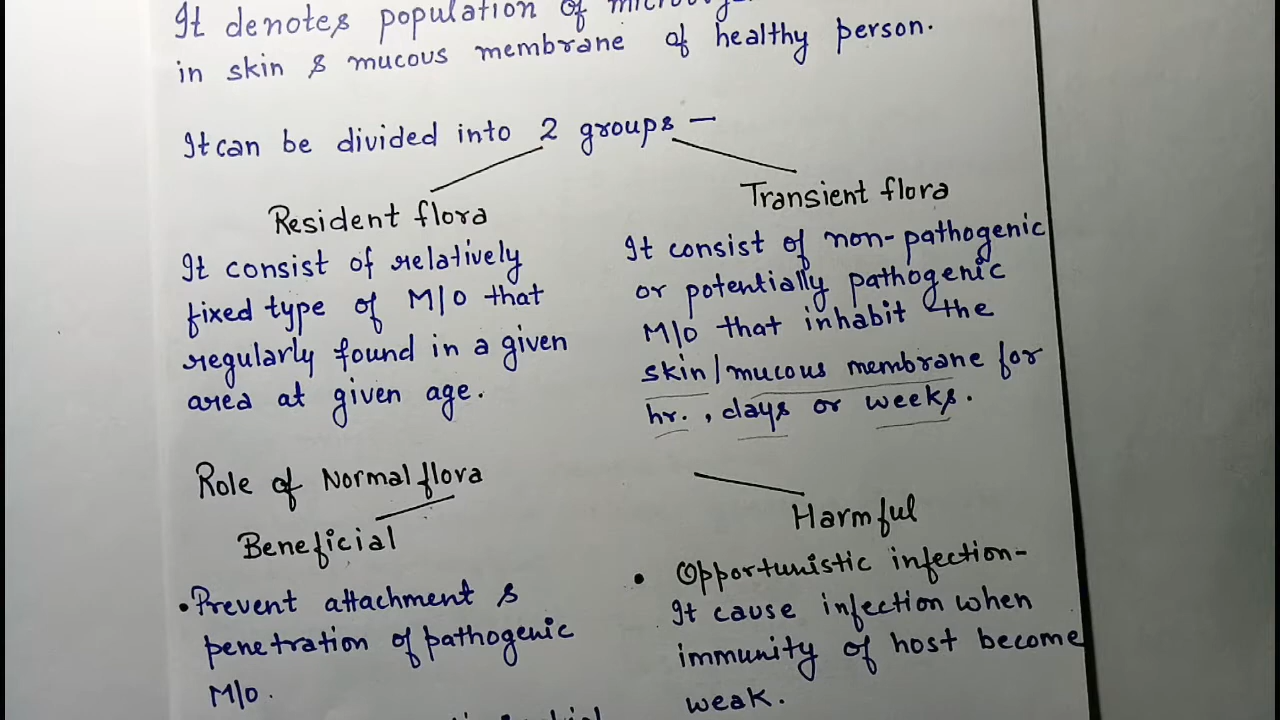 It denotes population of
in skin & mucous membrane of healthy person.
It can be divided into 2 groups —
Resident flora
It consist of relatively
fixed type of M/O that
regularly found in a given
area at given age.
Transient flora
It consist of non-pathogenic
or potentially pathogenic
M/O that inhabit the
skin/mucous membrane for
hr., days or weeks.
Role of Normal flora
Beneficial
• Prevent attachment &
penetration of pathogenic
M/O.
Harmful
• Opportunistic infection-
It cause infection when
immunity of host become
weak.